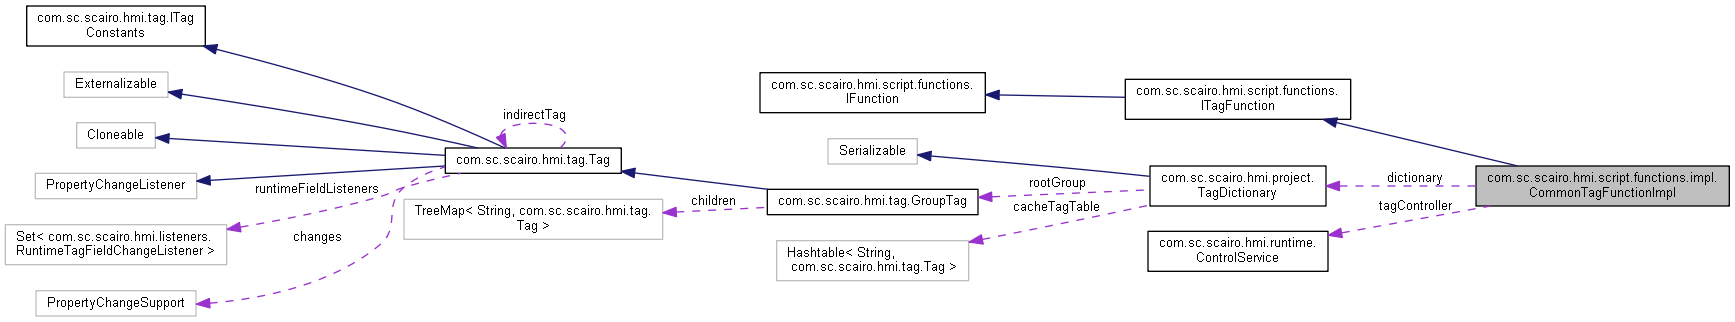 com.sc.scairo.hmi.tag.ITag
Constants
Externalizable
Cloneable
PropertyChangeListener
Set< com.sc.scairo.hmi.listeners.
RuntimeTagFieldChangeListener >
PropertyChangeSupport
indirectTag
com.sc.scairo.hmi.tag.Tag
runtimeFieldListeners
changes
TreeMap< String, com.sc.scairo.hmi.tag.
Tag >
children
com.sc.scairo.hmi.script.functions.
IFunction
Serializable
com.sc.scairo.hmi.tag.GroupTag
Hashtable< String,
com.sc.scairo.hmi.tag.Tag >
rootGroup
cacheTagTable
com.sc.scairo.hmi.script.functions.
ITagFunction
com.sc.scairo.hmi.project.
TagDictionary
com.sc.scairo.hmi.runtime.
ControlService
dictionary
tagController
com.sc.scairo.hmi.script.functions.impl.
CommonTagFunctionImpl